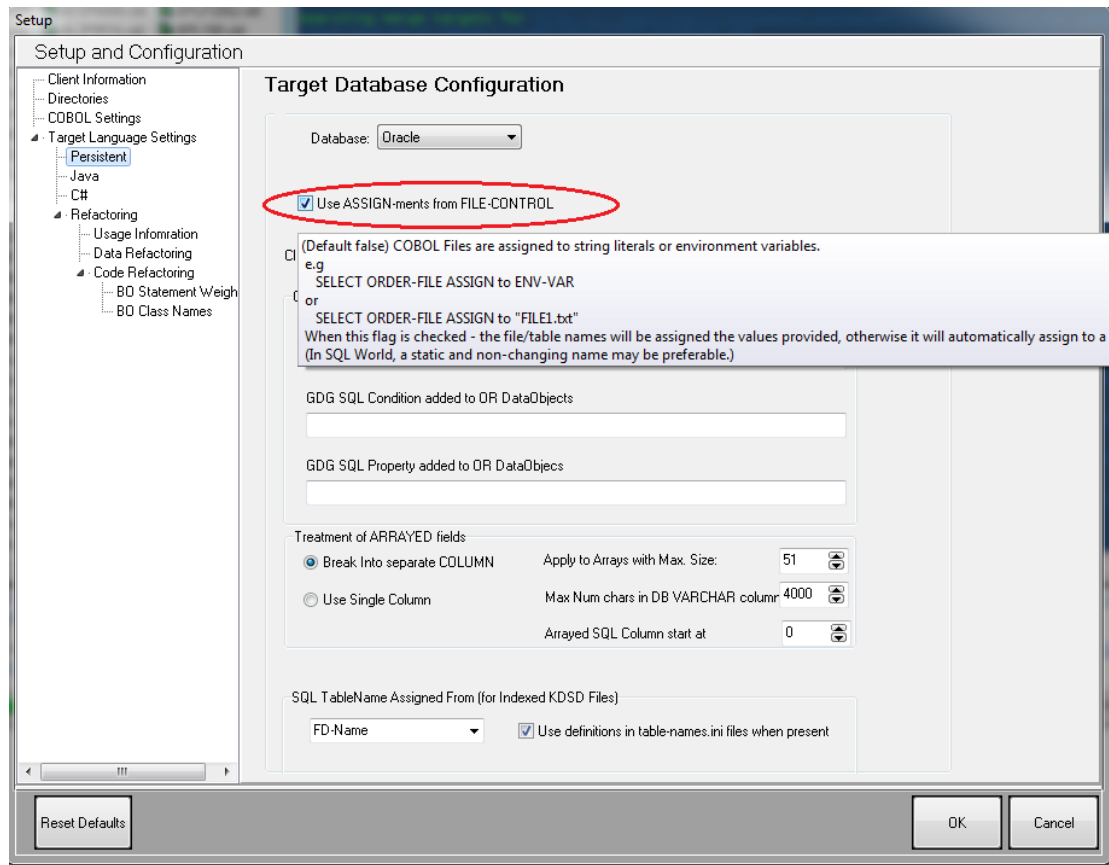 Setup
Setup and Configuration
Client Information
Directories
COBOL Settings
Target Language Settings
Persistent
Java
C#
Refactoring
Usage Infomration
Data Refactoring
Code Refactoring
BO Statement Weigh
BO Class Names
Target Database Configuration
Database: Oracle
Use ASSIGN-ments from FILE-CONTROL
Cl
(Default false) COBOL Files are assigned to string literals or environment variables.
e.g
SELECT ORDER-FILE ASSIGN to ENV-VAR
or
SELECT ORDER-FILE ASSIGN to "FILE1.txt"
When this flag is checked - the file/table names will be assigned the values provided, otherwise it will automatically assign to a
(In SQL World, a static and non-changing name may be preferable.)
GDG SQL Condition added to OR DataObjects
GDG SQL Property added to OR DataObjecs
Treatment of ARRAYED fields
Break Into separate COLUMN Apply to Arrays with Max. Size: 51
Use Single Column Max Num chars in DB VARCHAR column 4000
Arrayed SQL Column start at 0
SQL TableName Assigned From (for Indexed KDSD Files)
FD-Name Use definitions in table-names.ini files when present
Reset Defaults OK Cancel